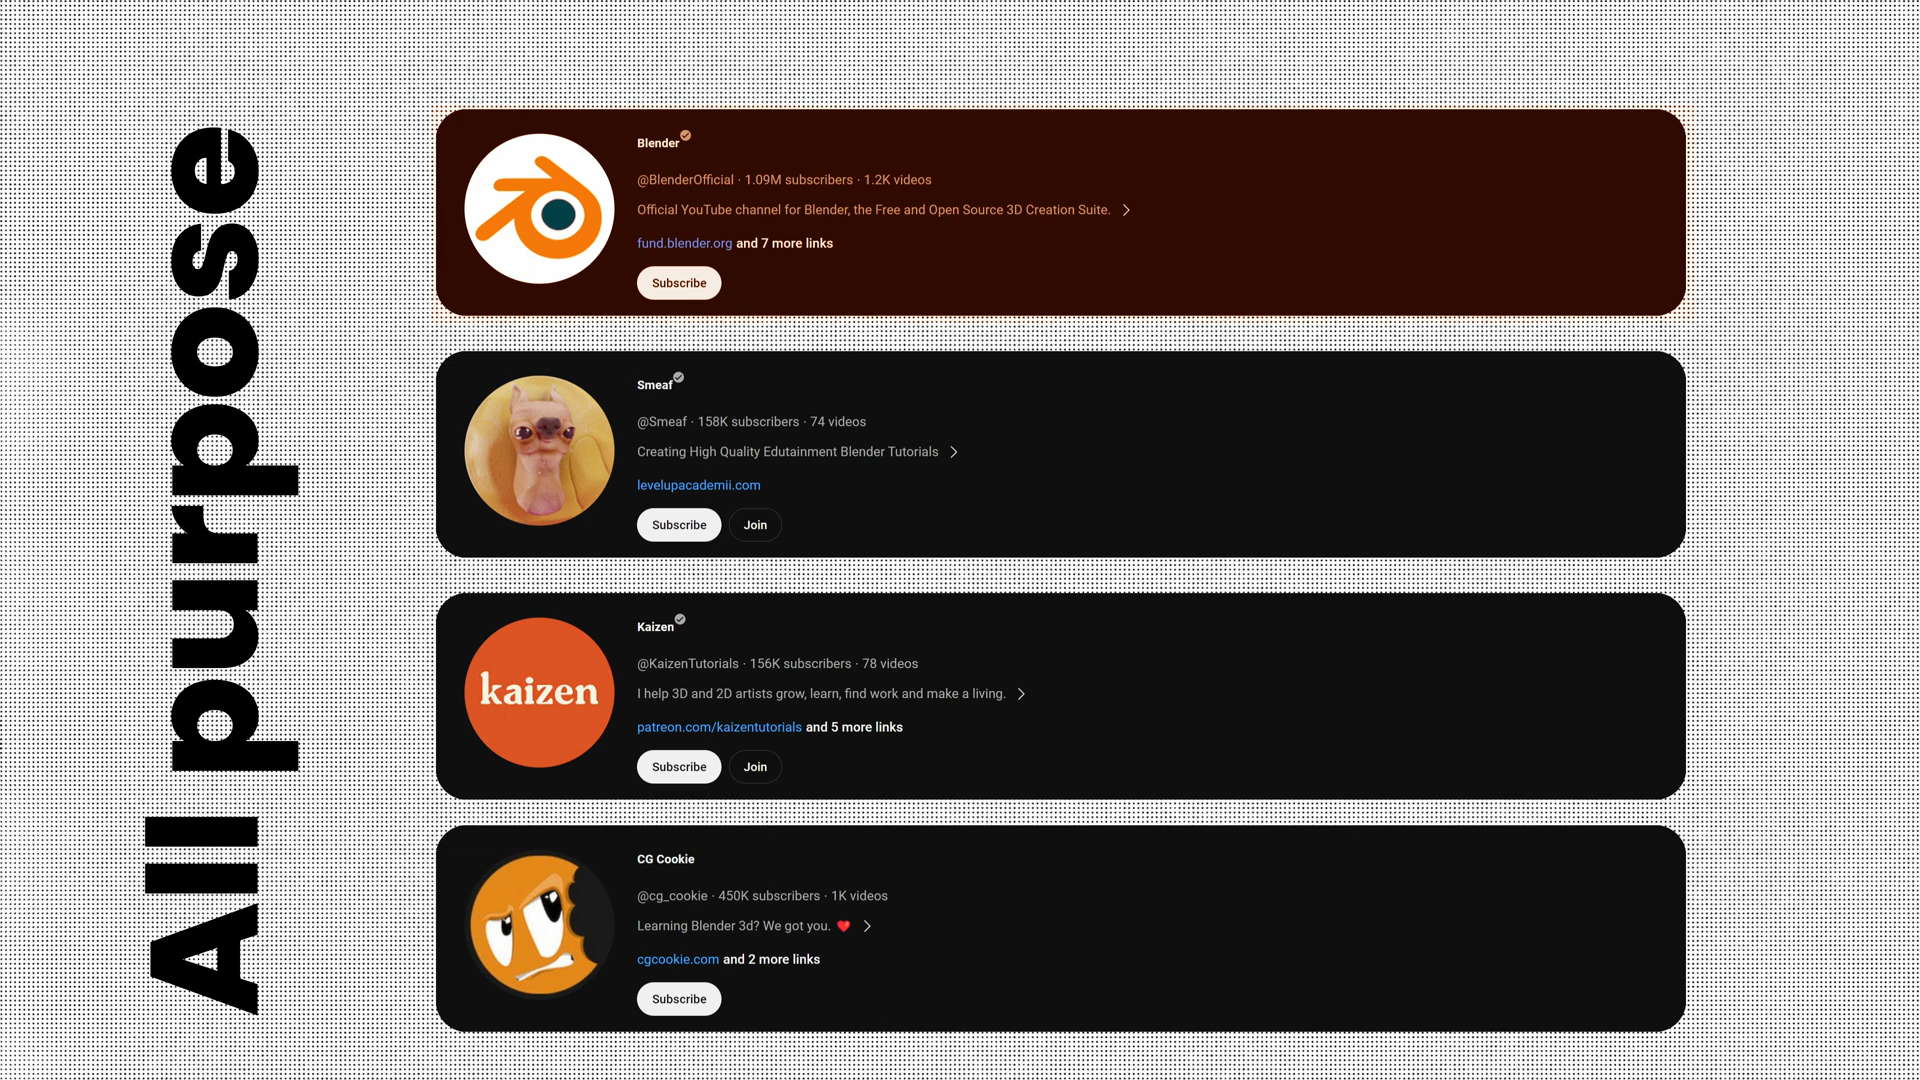 All purpose
Blender
@BlenderOfficial · 1.09M subscribers · 1.2K videos
Official YouTube channel for Blender, the Free and Open Source 3D Creation Suite.
fund.blender.org and 7 more links
Subscribe
Smeaf
@Smeaf · 158K subscribers · 74 videos
Creating High Quality Edutainment Blender Tutorials
levelupacademii.com
Subscribe Join
kaizen
Kaizen
@KaizenTutorials · 156K subscribers · 78 videos
I help 3D and 2D artists grow, learn, find work and make a living.
patreon.com/kaizentutorials and 5 more links
Subscribe Join
CG Cookie
@cg_cookie · 450K subscribers · 1K videos
Learning Blender 3d? We got you. ❤️
cgcookie.com and 2 more links
Subscribe